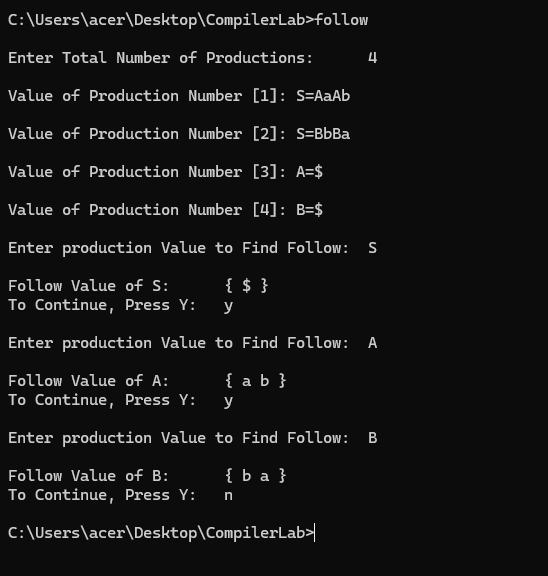 C:\Users\acer\Desktop\CompilerLab>follow
Enter Total Number of Productions:      4
Value of Production Number [1]: S=AaAb
Value of Production Number [2]: S=BbBa
Value of Production Number [3]: A=$
Value of Production Number [4]: B=$
Enter production Value to Find Follow:  S
Follow Value of S:      { $ }
To Continue, Press Y:   y
Enter production Value to Find Follow:  A
Follow Value of A:      { a b }
To Continue, Press Y:   y
Enter production Value to Find Follow:  B
Follow Value of B:      { b a }
To Continue, Press Y:   n
C:\Users\acer\Desktop\CompilerLab>